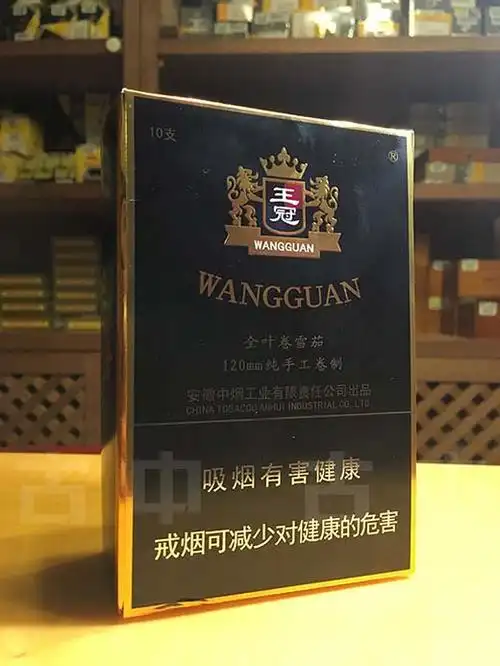 10支
®
王冠
WANGGUAN
WANGGUAN
全叶卷雪茄
120mm纯手工卷制
安徽中烟工业有限责任公司出品
CHINA TOBACCO ANHUI INDUSTRIAL CO., LTD.
吸烟有害健康
戒烟可减少对健康的危害